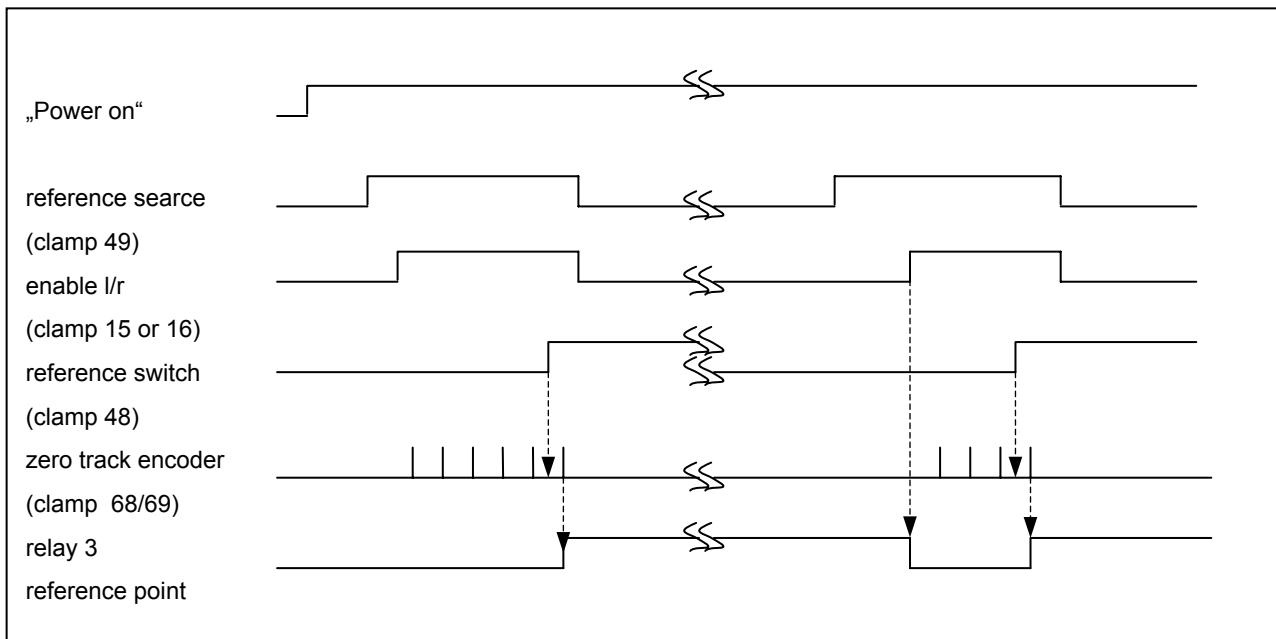 „Power on“
reference searce
(clamp 49)
enable l/r
(clamp 15 or 16)
reference switch
(clamp 48)
zero track encoder
(clamp 68/69)
relay 3
reference point